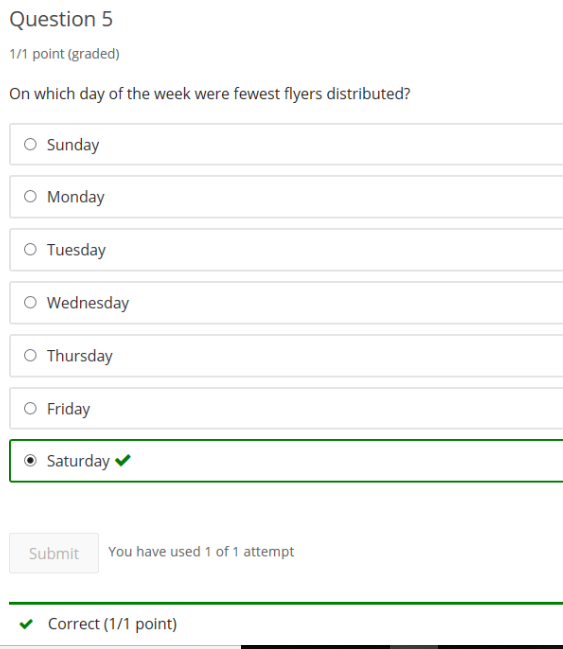 Question 5
1/1 point (graded)
On which day of the week were fewest flyers distributed?
Sunday
Monday
Tuesday
Wednesday
Thursday
Friday
Saturday
Submit You have used 1 of 1 attempt
Correct (1/1 point)